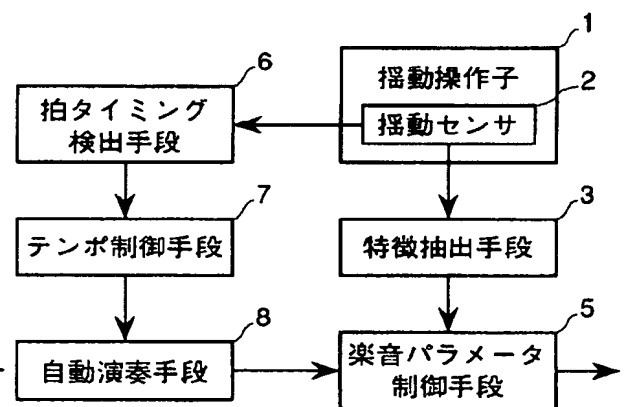 1
揺動操作子
2
揺動センサ
6
拍タイミング
検出手段
7
テンポ制御手段
3
特徴抽出手段
8
自動演奏手段
5
楽音パラメータ
制御手段